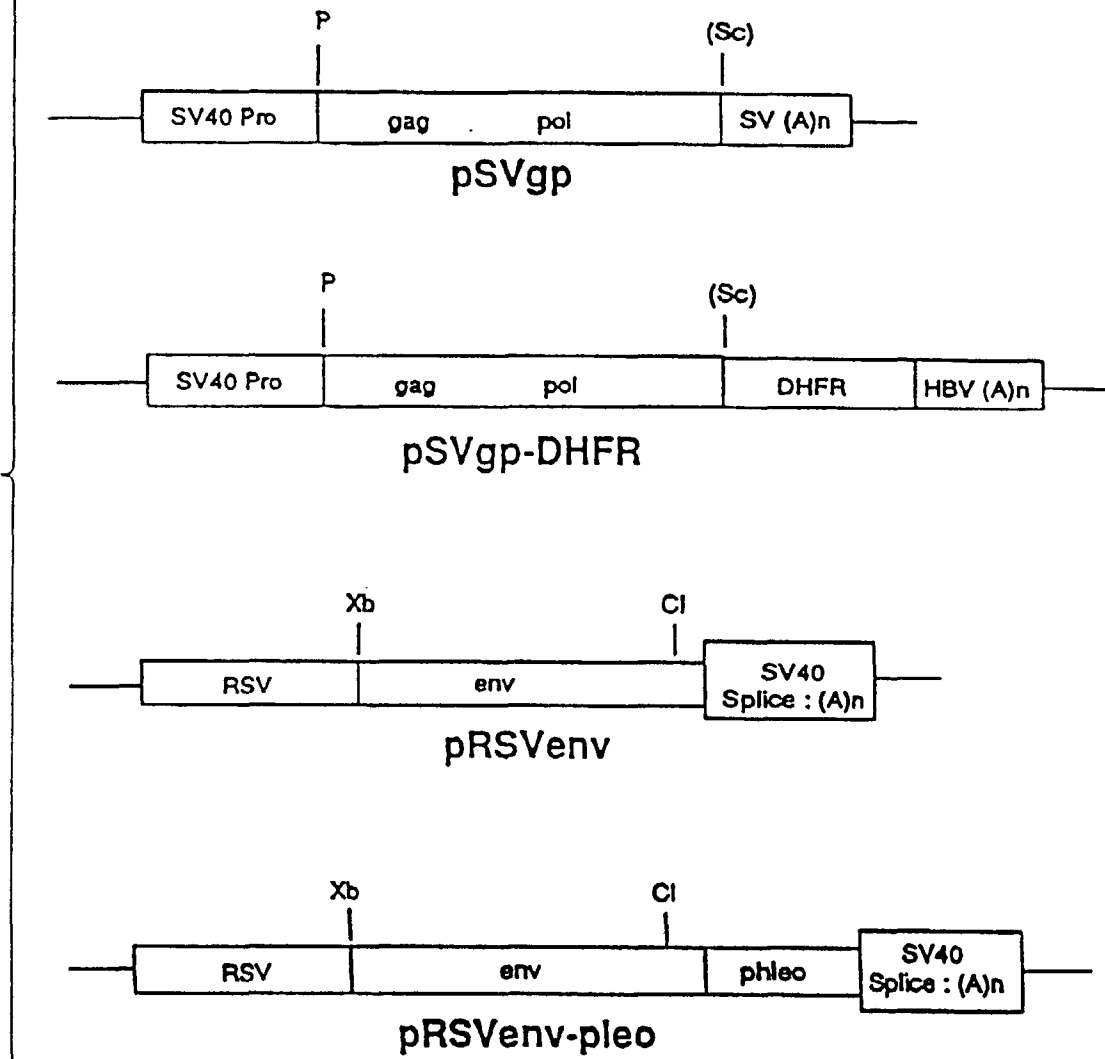 P (Sc)
SV40 Pro gag pol SV (A)n
pSVgp
P (Sc)
SV40 Pro gag pol DHFR HBV (A)n
pSVgp-DHFR
Xb Cl
RSV env SV40
Splice : (A)n
pRSVenv
Xb Cl
RSV env phleo SV40
Splice : (A)n
pRSVenv-pleo